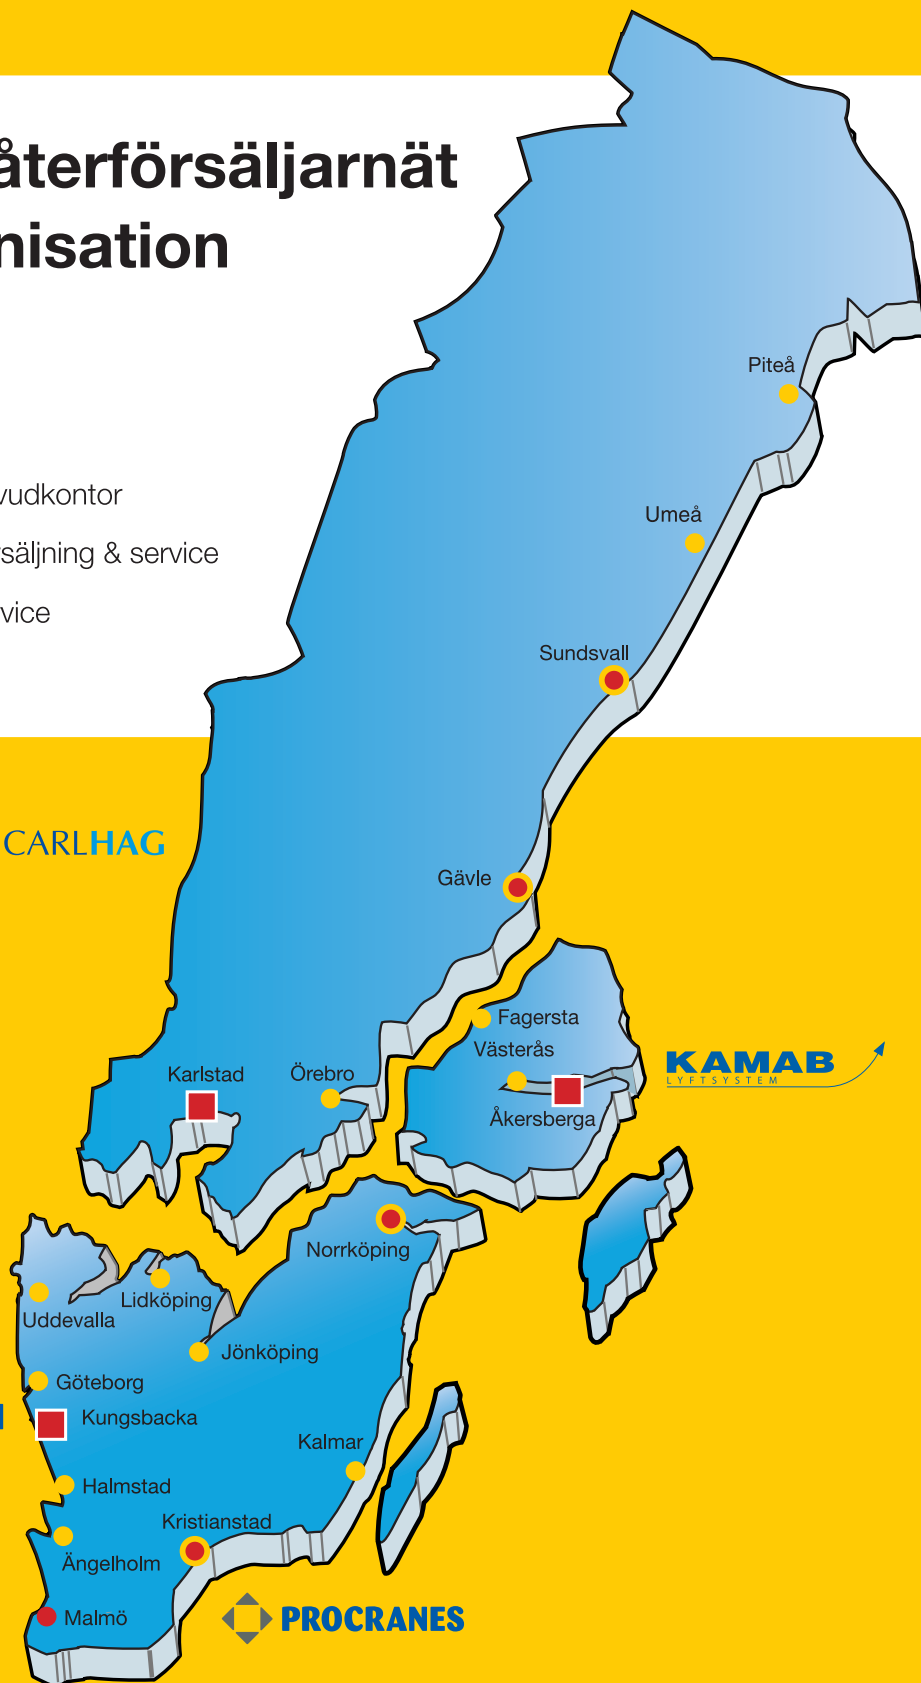 återförsäljarnät
nisation
vudkontor
rsäljning & service
vice
Piteå
Umeå
Sundsvall
CARLHAG
Gävle
Fagersta
Västerås
KAMAB
LYFTSYSTEM
Karlstad
Örebro
Åkersberga
Norrköping
Lidköping
Uddevalla
Jönköping
Göteborg
Kungsbacka
Kalmar
Halmstad
Kristianstad
Ängelholm
Malmö
PROCRANES